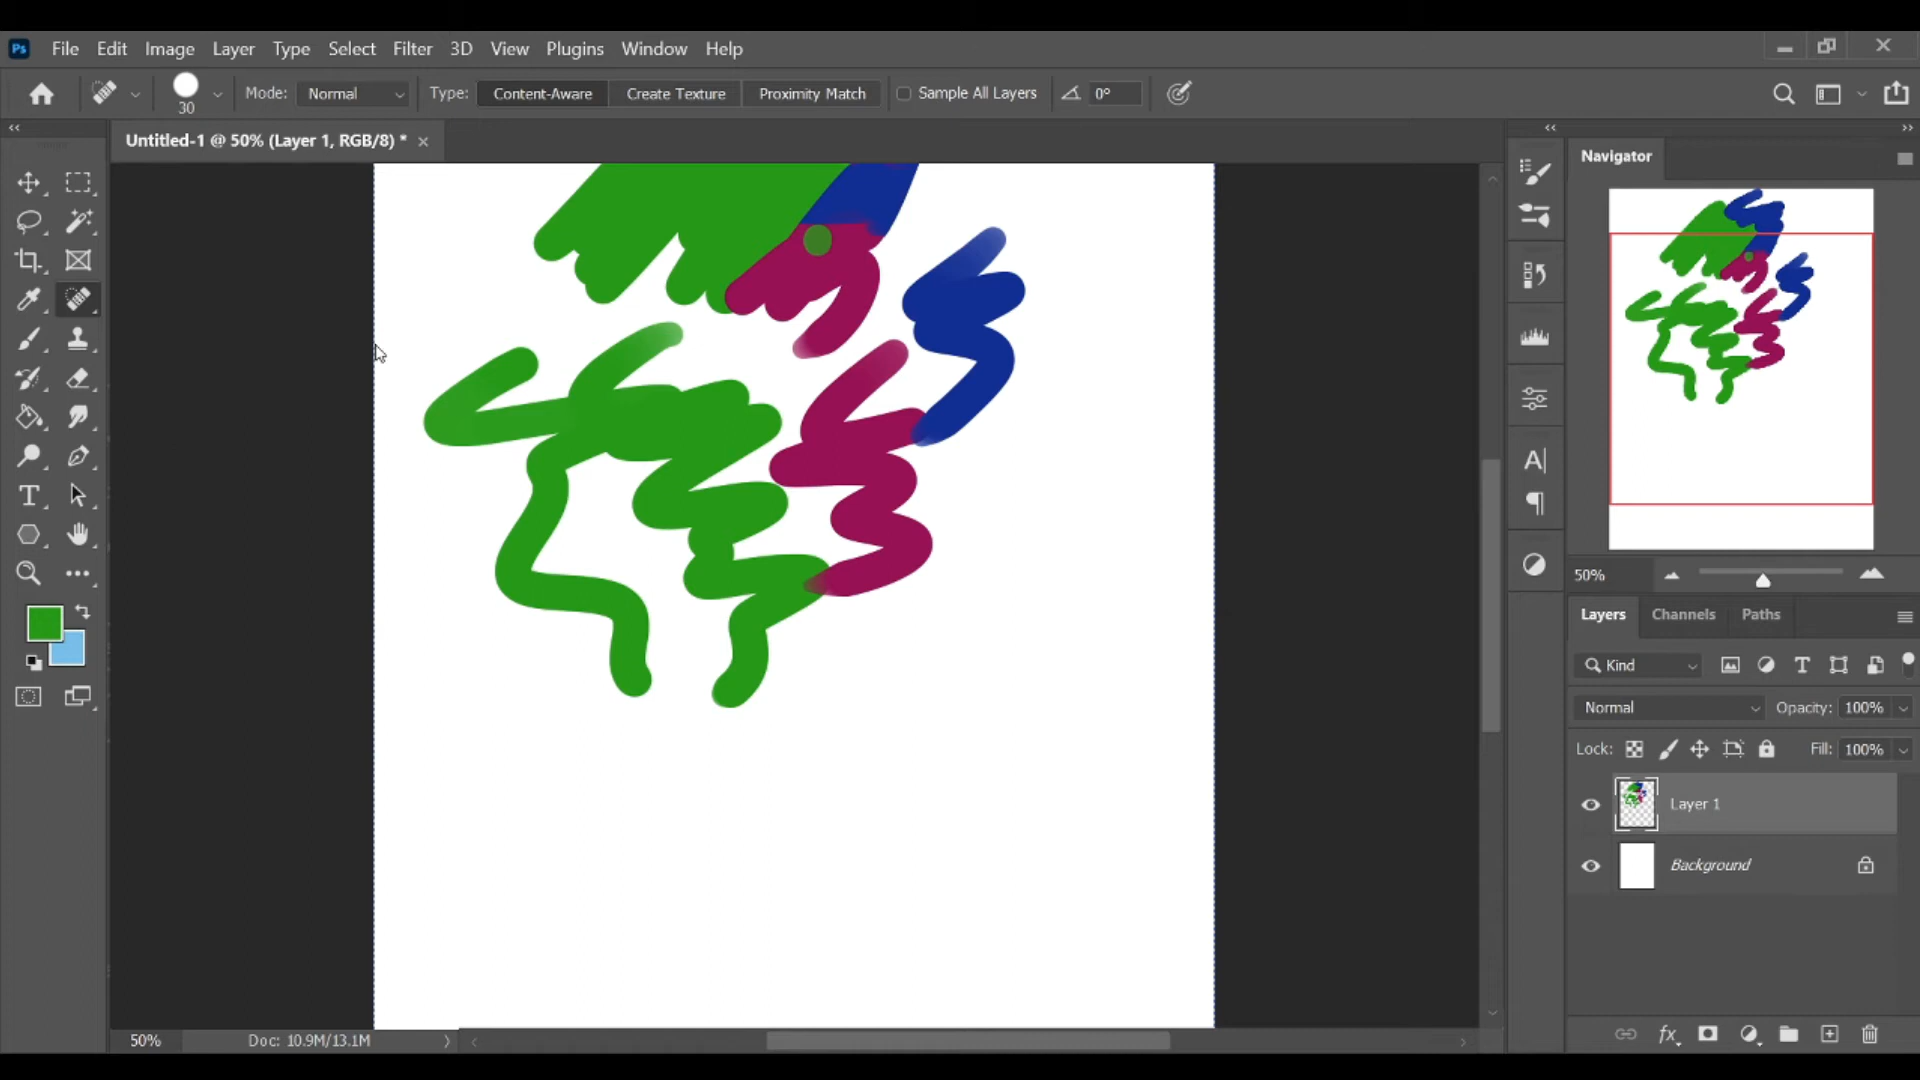 Ps File Edit Image Layer Type Select Filter 3D View Plugins Window Help
30 Mode: Normal Type: Content-Aware Create Texture Proximity Match Sample All Layers 0°
Untitled-1 @ 50% (Layer 1, RGB/8) *
Navigator
50%
Layers Channels Paths
Kind
Normal Opacity: 100%
Lock: Fill: 100%
Layer 1
Background
fx
50% Doc: 10.9M/13.1M